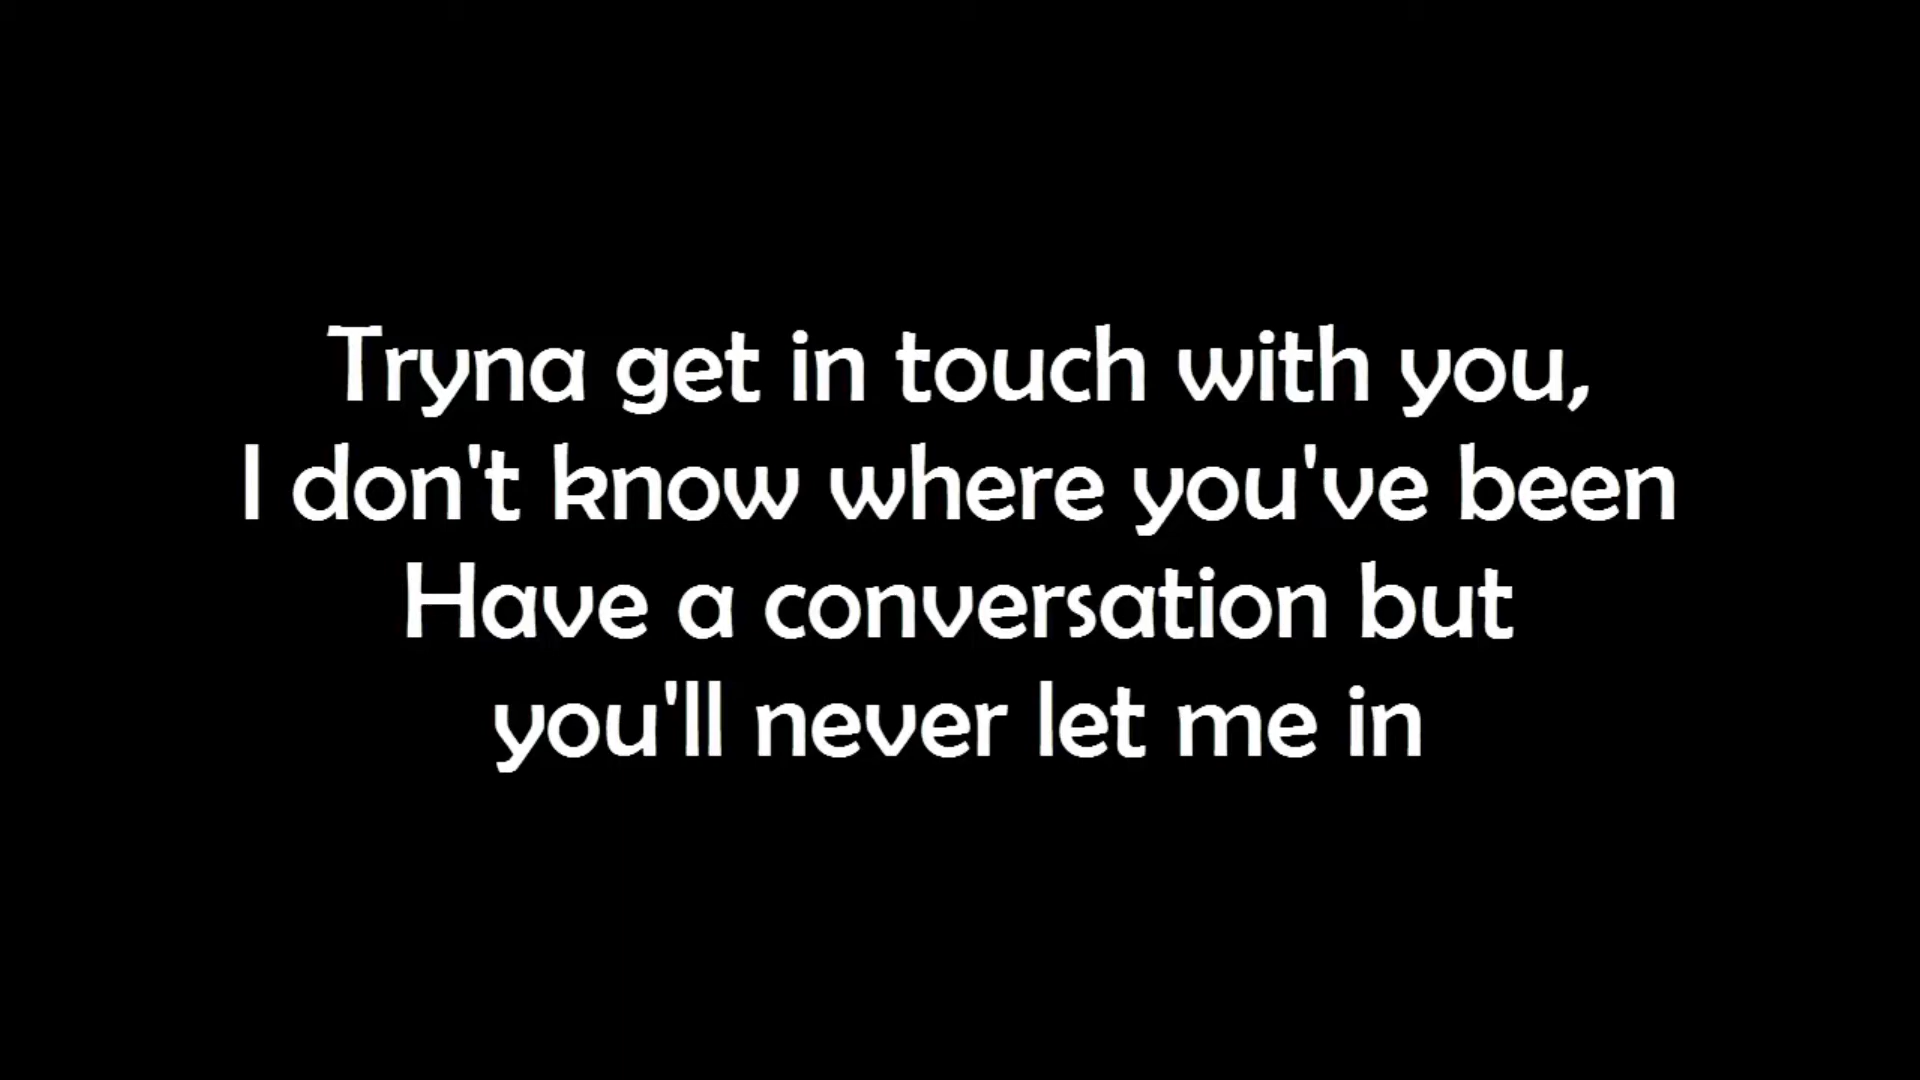 Tryna get in touch with you,
I don't know where you've been
Have a conversation but
you'll never let me in